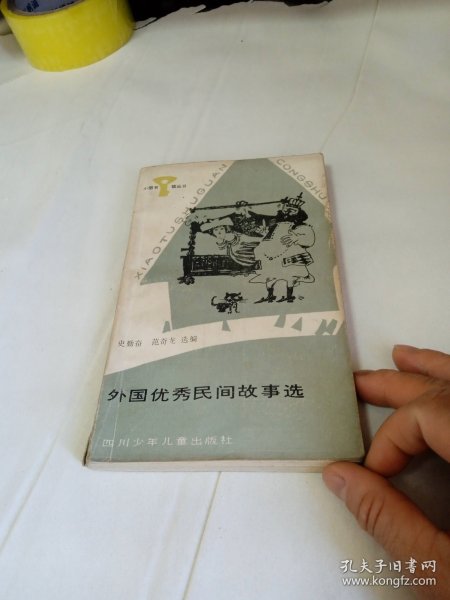 小图书馆丛书
XIAOTUSHUGUAN CONGSHU
史勉奋 范奇龙 选编
外国优秀民间故事选
四川少年儿童出版社
孔夫子旧书网
www.kongfz.com